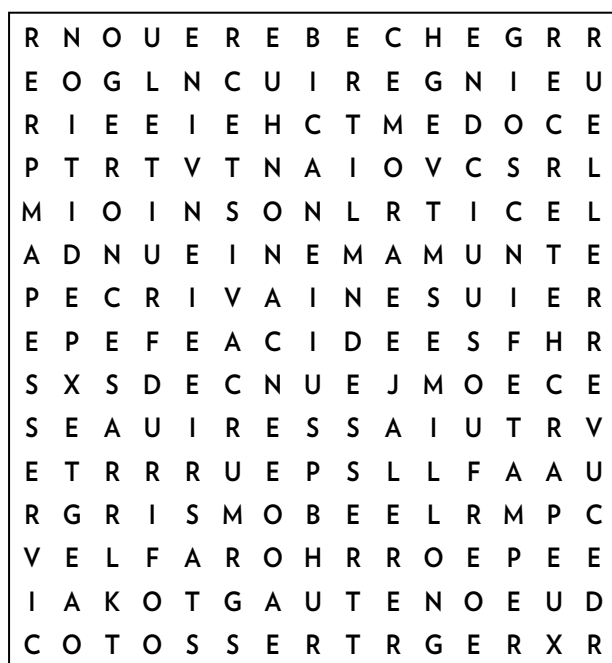 R N O U E R E B E C H E G R R
E O G L N C U I R E G N I E U
R I E E I E H C T M E D O C E
P T R T V T N A I O V C S R L
M I O I N S O N L R T I C E L
A D N U E I N E M A M U N T E
P E C R I V A I N E S U I E R
E P E F E A C I D E E S F H R
S X S D E C N U E J M O E C E
S E A U I R E S S A I U T R V
E T R R R U E P S L L F A A U
R G R I S M O B E E L R M P C
V E L F A R O H R R O E P E E
I A K O T G A U T E N O E U D
C O T O S S E R T R G E R X R